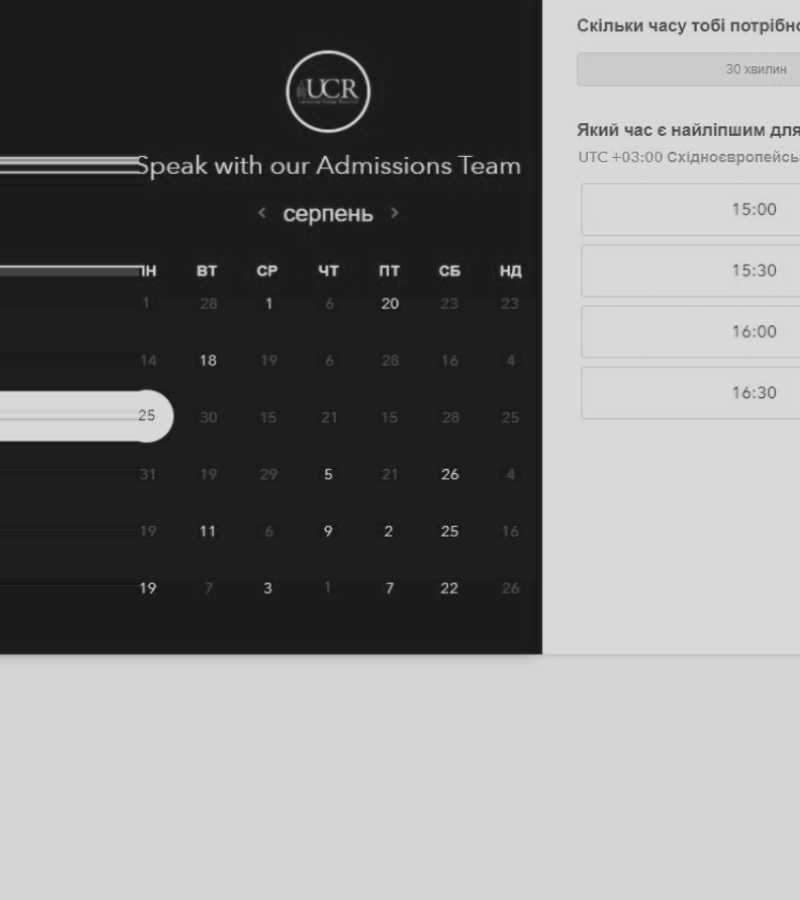 UCR
Speak with our Admissions Team
‹ серпень ›
ПН ВТ СР ЧТ ПТ СБ НД
1 28 1 6 20 23 23
14 18 19 6 28 16 4
25 30 15 21 15 28 25
31 19 29 5 21 26 4
19 11 6 9 2 25 16
19 7 3 1 7 22 26
Скільки часу тобі потрібно
30 хвилин
Який час є найліпшим для
UTC +03:00 Східноєвропейсь
15:00
15:30
16:00
16:30